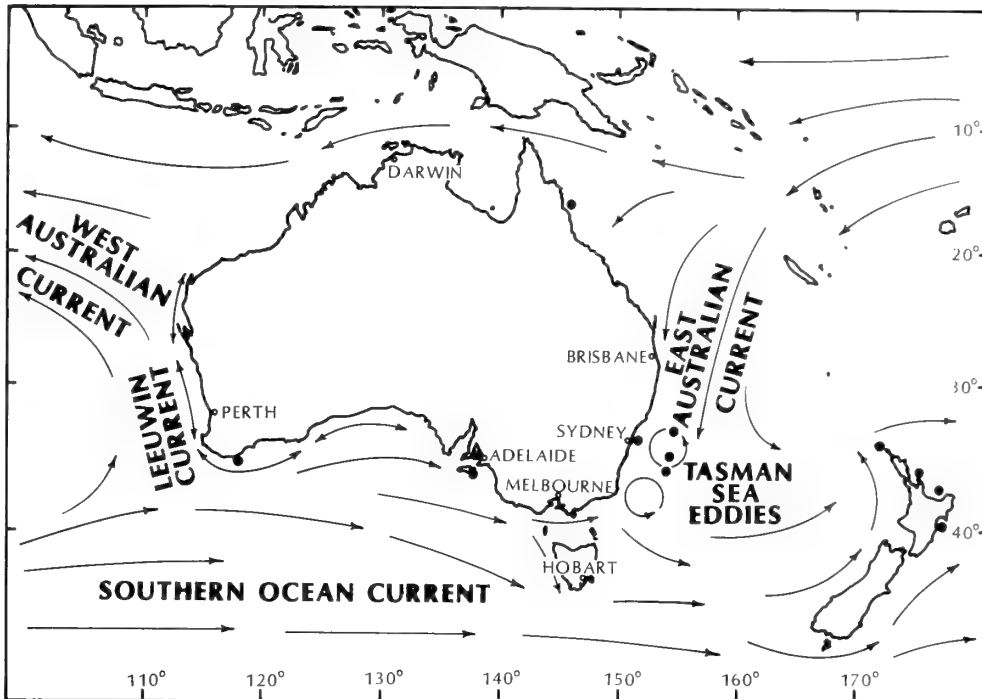 DARWIN
10°
WEST
AUSTRALIAN
CURRENT
20°
EAST
AUSTRALIAN
CURRENT
BRISBANE
30°
LEEUWIN
CURRENT
PERTH
SYDNEY
ADELAIDE
MELBOURNE
TASMAN
SEA
EDDIES
40°
HOBART
SOUTHERN OCEAN CURRENT
110°
120°
130°
140°
150°
160°
170°